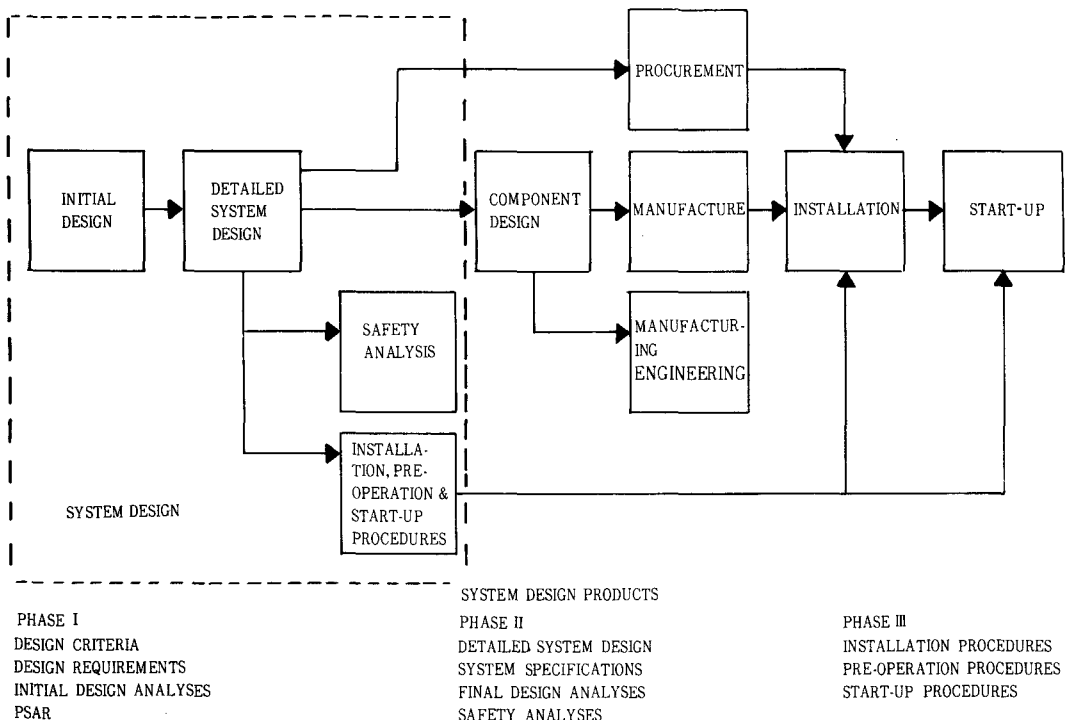 PROCUREMENT
INITIAL
DESIGN
DETAILED
SYSTEM
DESIGN
COMPONENT
DESIGN
MANUFACTURE
INSTALLATION
START-UP
SAFETY
ANALYSIS
MANUFACTUR-
ING
ENGINEERING
INSTALLA-
TION, PRE-
OPERATION &
START-UP
PROCEDURES
SYSTEM DESIGN
SYSTEM DESIGN PRODUCTS
PHASE I
DESIGN CRITERIA
DESIGN REQUIREMENTS
INITIAL DESIGN ANALYSES
PSAR
PHASE II
DETAILED SYSTEM DESIGN
SYSTEM SPECIFICATIONS
FINAL DESIGN ANALYSES
SAFETY ANALYSES
PHASE III
INSTALLATION PROCEDURES
PRE-OPERATION PROCEDURES
START-UP PROCEDURES